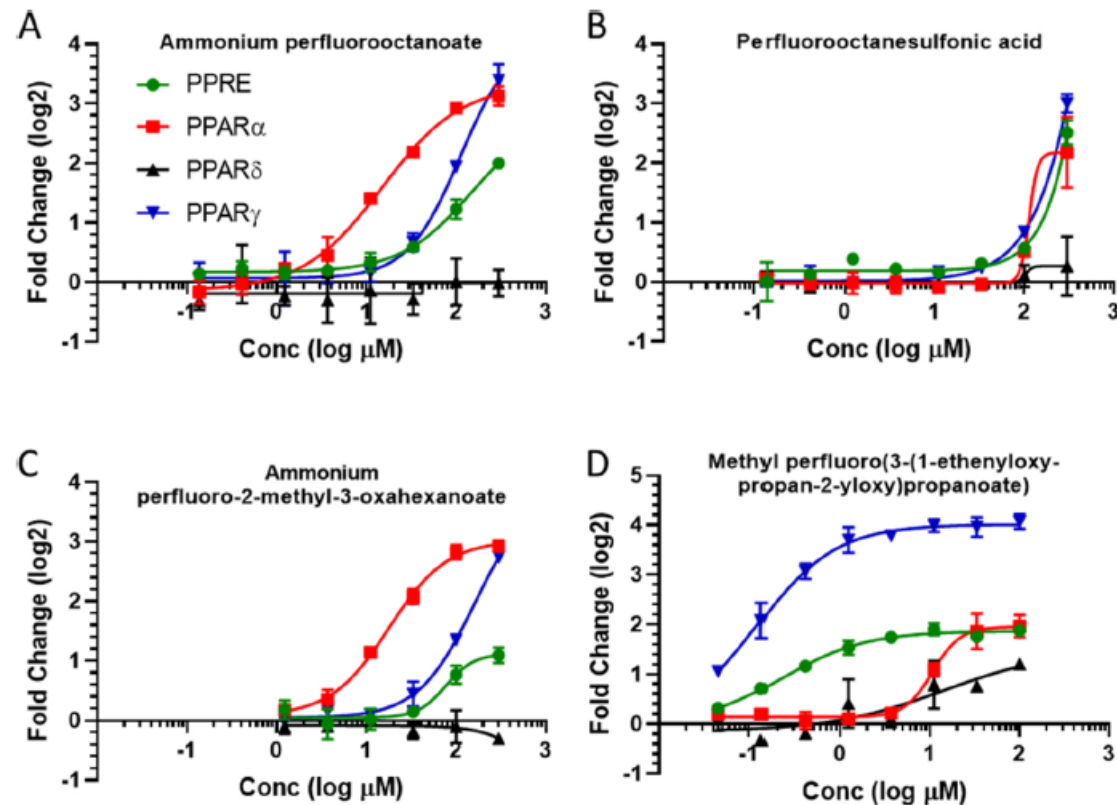 A
Ammonium perfluorooctanoate
4
3
2
1
0
-1
Fold Change (log2)
PPRE
PPARα
PPARδ
PPARγ
-1 0 1 2 3
Conc (log μM)
B
Perfluorooctanesulfonic acid
4
3
2
1
0
-1
Fold Change (log2)
-1 0 1 2 3
Conc (log μM)
C
Ammonium
perfluoro-2-methyl-3-oxahexanoate
4
3
2
1
0
-1
Fold Change (log2)
-1 0 1 2 3
Conc (log μM)
D
Methyl perfluoro(3-(1-ethenyloxy-
propan-2-yloxy)propanoate)
5
4
3
2
1
0
-1
Fold Change (log2)
-1 0 1 2 3
Conc (log μM)